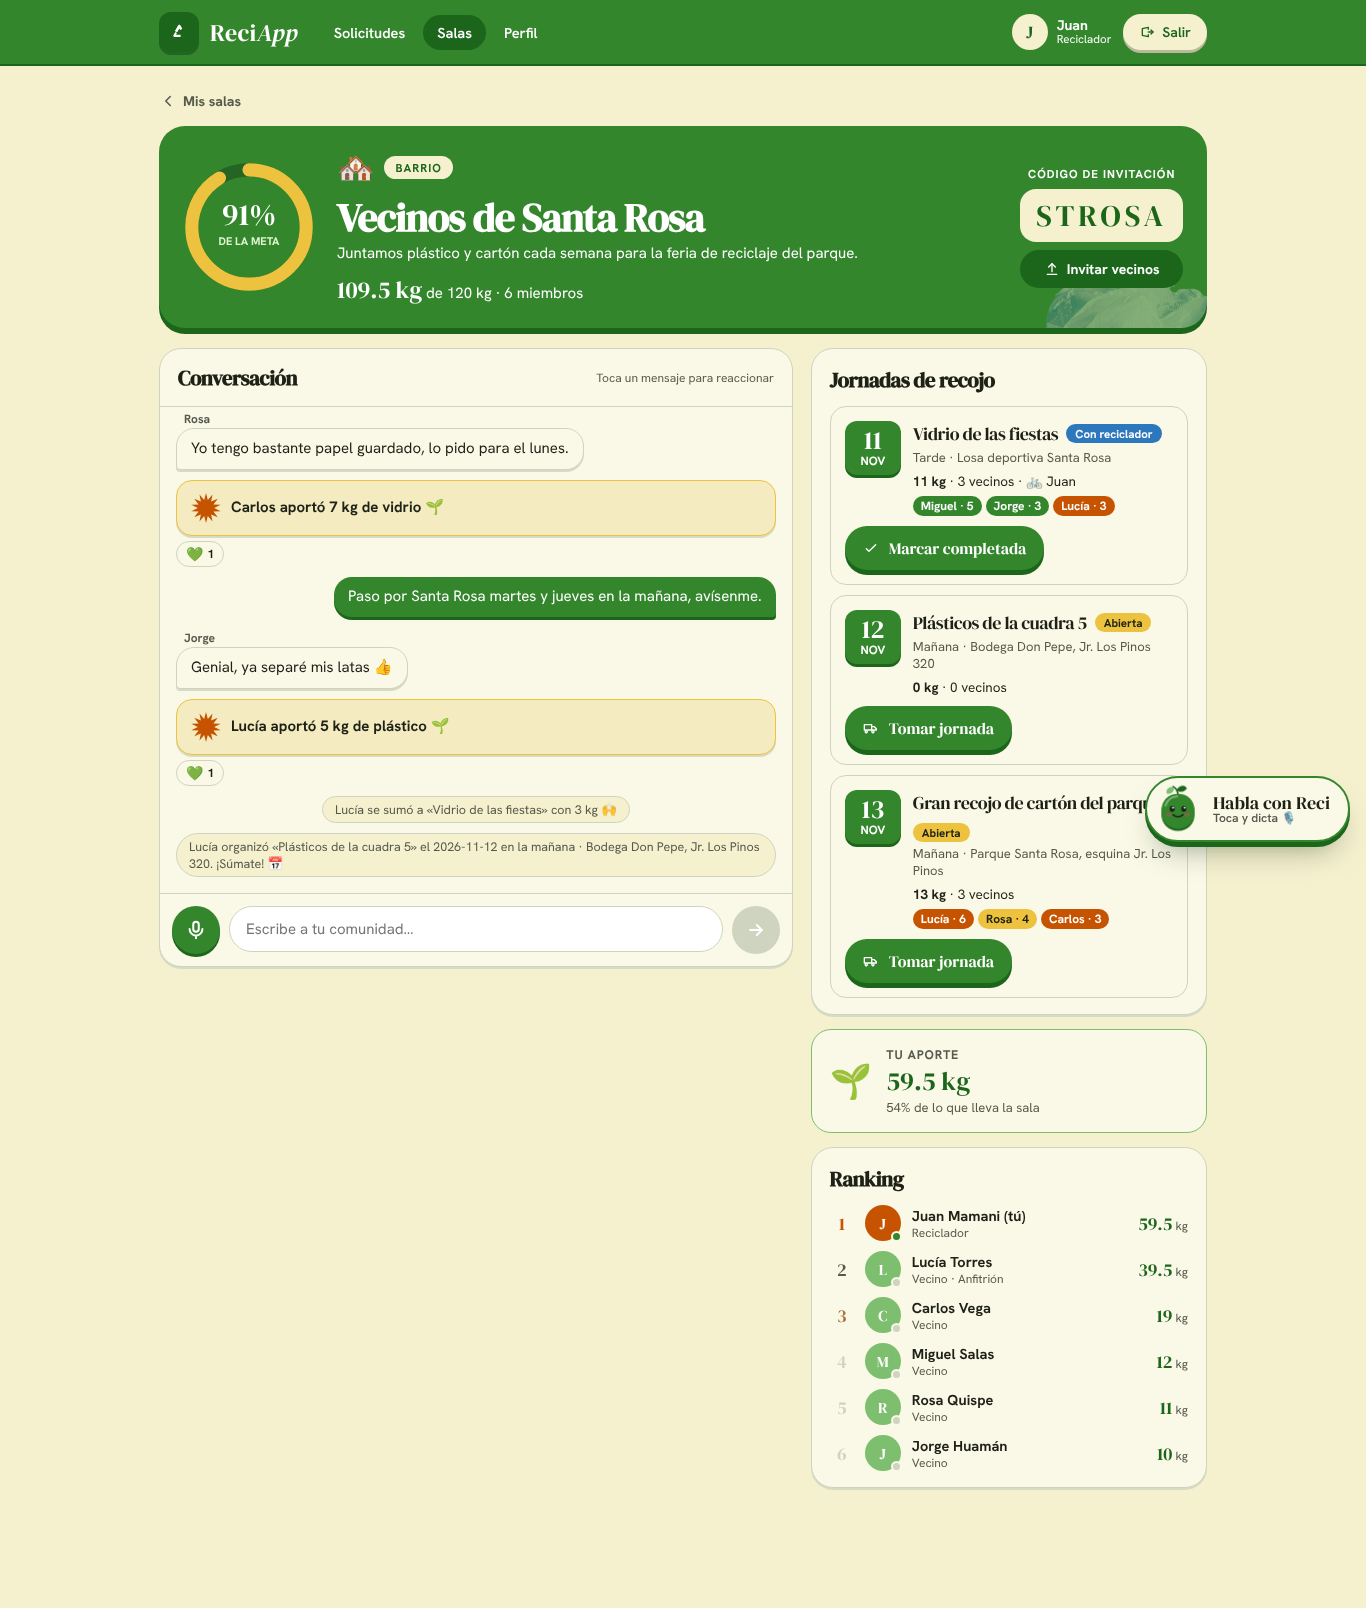 ReciApp
Solicitudes
Salas
Perfil
J
Juan
Reciclador
Salir
Mis salas
91%
DE LA META
BARRIO
Vecinos de Santa Rosa
Juntamos plástico y cartón cada semana para la feria de reciclaje del parque.
109.5 kg de 120 kg · 6 miembros
CÓDIGO DE INVITACIÓN
STROSA
Invitar vecinos
Conversación
Toca un mensaje para reaccionar
Rosa
Yo tengo bastante papel guardado, lo pido para el lunes.
Carlos aportó 7 kg de vidrio 🌱
💚 1
Paso por Santa Rosa martes y jueves en la mañana, avísenme.
Jorge
Genial, ya separé mis latas 👍
Lucía aportó 5 kg de plástico 🌱
💚 1
Lucía se sumó a «Vidrio de las fiestas» con 3 kg 🙌
Lucía organizó «Plásticos de la cuadra 5» el 2026-11-12 en la mañana · Bodega Don Pepe, Jr. Los Pinos
320. ¡Súmate! 📅
Escribe a tu comunidad...
Jornadas de recojo
11
NOV
Vidrio de las fiestas
Con reciclador
Tarde · Losa deportiva Santa Rosa
11 kg · 3 vecinos · 🚲 Juan
Miguel · 5
Jorge · 3
Lucía · 3
Marcar completada
12
NOV
Plásticos de la cuadra 5
Abierta
Mañana · Bodega Don Pepe, Jr. Los Pinos
320
0 kg · 0 vecinos
Tomar jornada
13
NOV
Gran recojo de cartón del
Abierta
Mañana · Parque Santa Rosa, esquina Jr. Los
Pinos
13 kg · 3 vecinos
Lucía · 6
Rosa · 4
Carlos · 3
Tomar jornada
Habla con Reci
Toca y dicta 🎙️
TU APORTE
59.5 kg
54% de lo que lleva la sala
Ranking
1
J
Juan Mamani (tú)
Reciclador
59.5 kg
2
L
Lucía Torres
Vecino · Anfitrión
39.5 kg
3
C
Carlos Vega
Vecino
19 kg
4
M
Miguel Salas
Vecino
12 kg
5
R
Rosa Quispe
Vecino
11 kg
6
J
Jorge Huamán
Vecino
10 kg